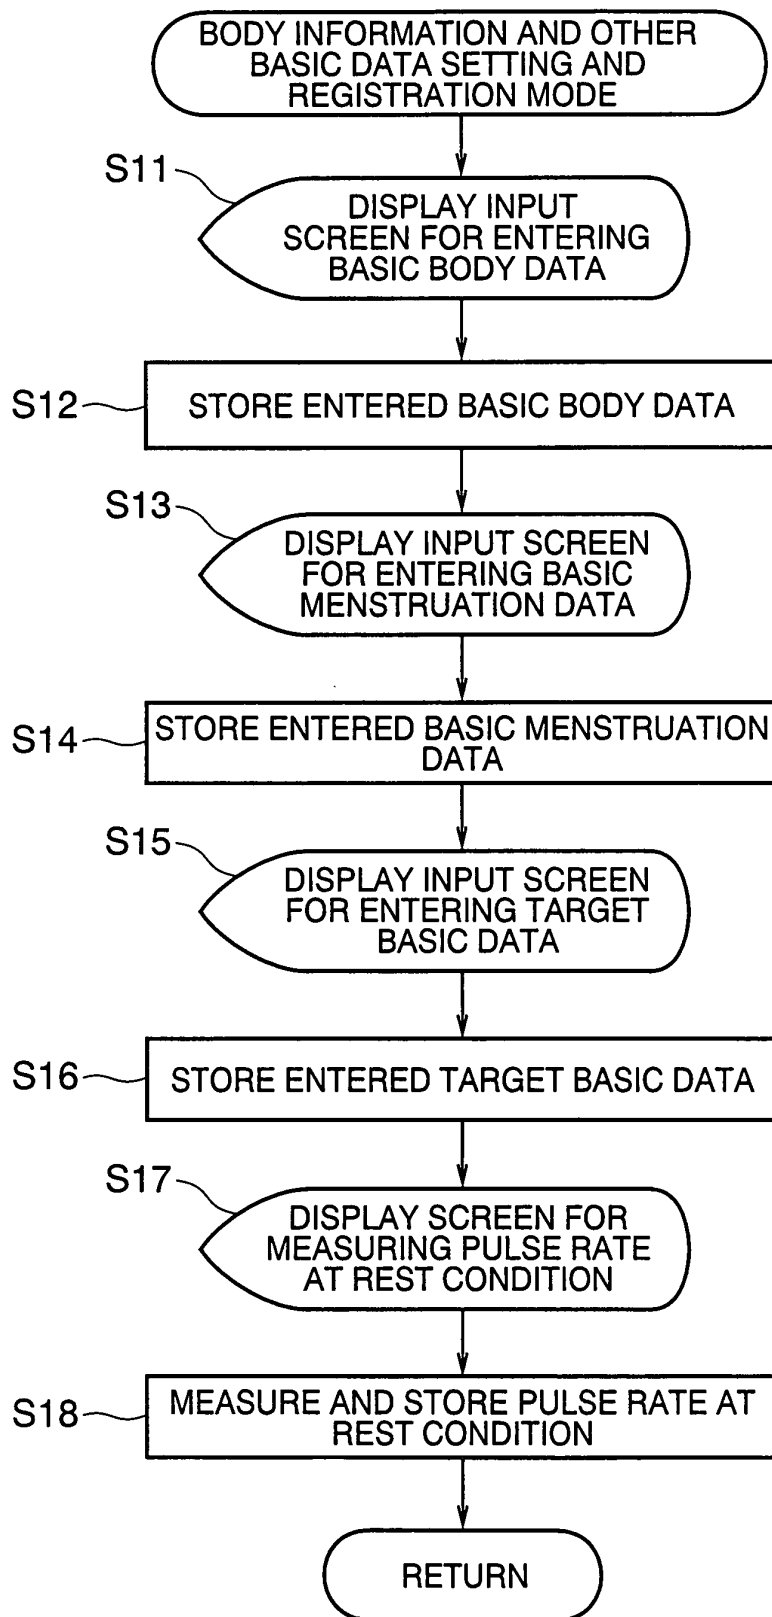 BODY INFORMATION AND OTHER
BASIC DATA SETTING AND
REGISTRATION MODE
S11
DISPLAY INPUT
SCREEN FOR ENTERING
BASIC BODY DATA
S12
STORE ENTERED BASIC BODY DATA
S13
DISPLAY INPUT SCREEN
FOR ENTERING BASIC
MENSTRUATION DATA
S14
STORE ENTERED BASIC MENSTRUATION
DATA
S15
DISPLAY INPUT SCREEN
FOR ENTERING TARGET
BASIC DATA
S16
STORE ENTERED TARGET BASIC DATA
S17
DISPLAY SCREEN FOR
MEASURING PULSE RATE
AT REST CONDITION
S18
MEASURE AND STORE PULSE RATE AT
REST CONDITION
RETURN